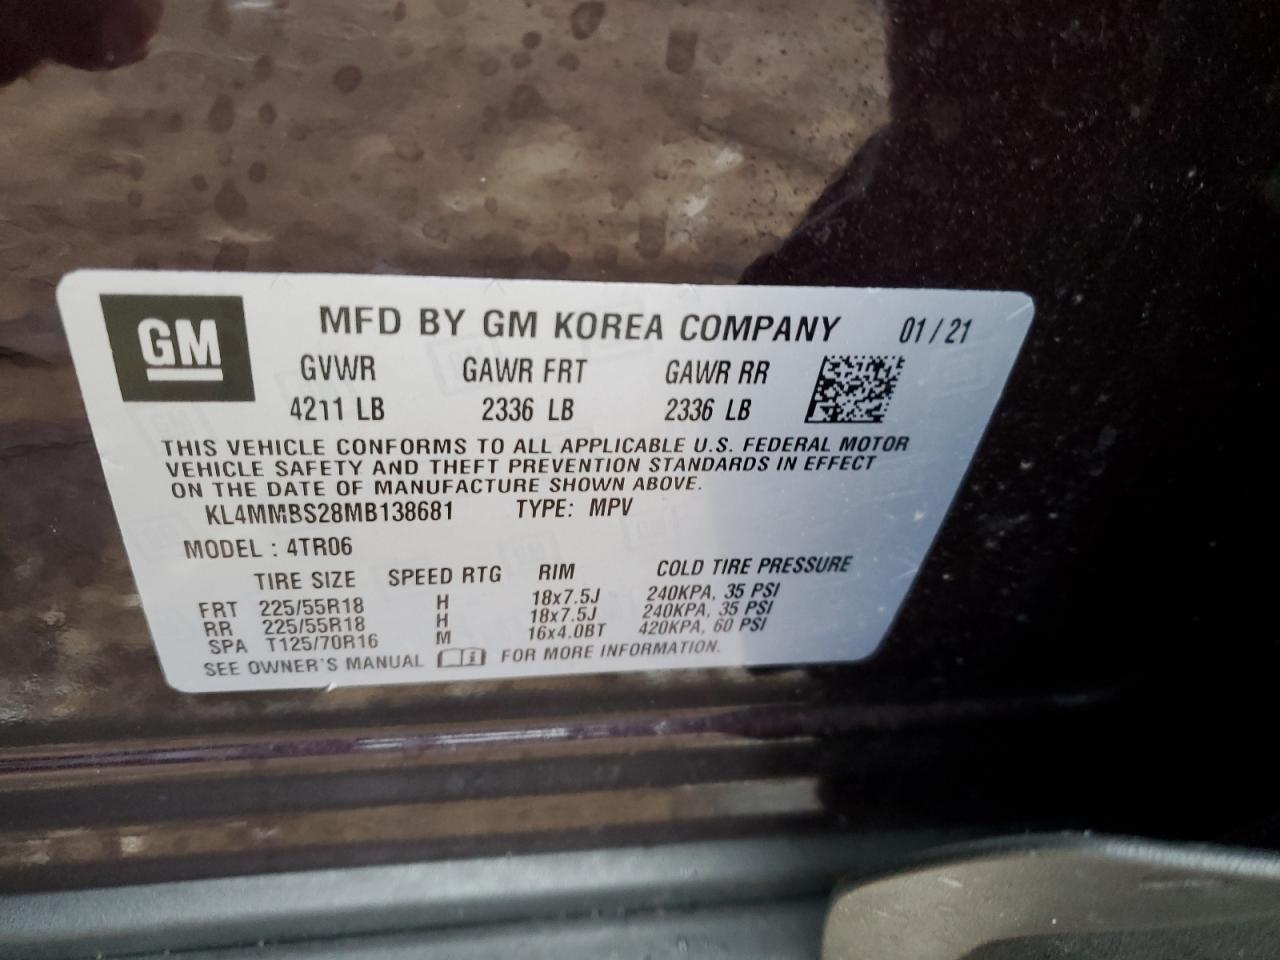 GM
MFD BY GM KOREA COMPANY 01/21
GVWR GAWR FRT GAWR RR
4211 LB 2336 LB 2336 LB
THIS VEHICLE CONFORMS TO ALL APPLICABLE U.S. FEDERAL MOTOR
VEHICLE SAFETY AND THEFT PREVENTION STANDARDS IN EFFECT
ON THE DATE OF MANUFACTURE SHOWN ABOVE.
KL4MMBS28MB138681 TYPE: MPV
MODEL : 4TR06
TIRE SIZE SPEED RTG RIM COLD TIRE PRESSURE
FRT 225/55R18 H 18x7.5J 240KPA, 35 PSI
RR 225/55R18 H 18x7.5J 240KPA, 35 PSI
SPA T125/70R16 M 16x4.0BT 420KPA, 60 PSI
SEE OWNER'S MANUAL i FOR MORE INFORMATION.